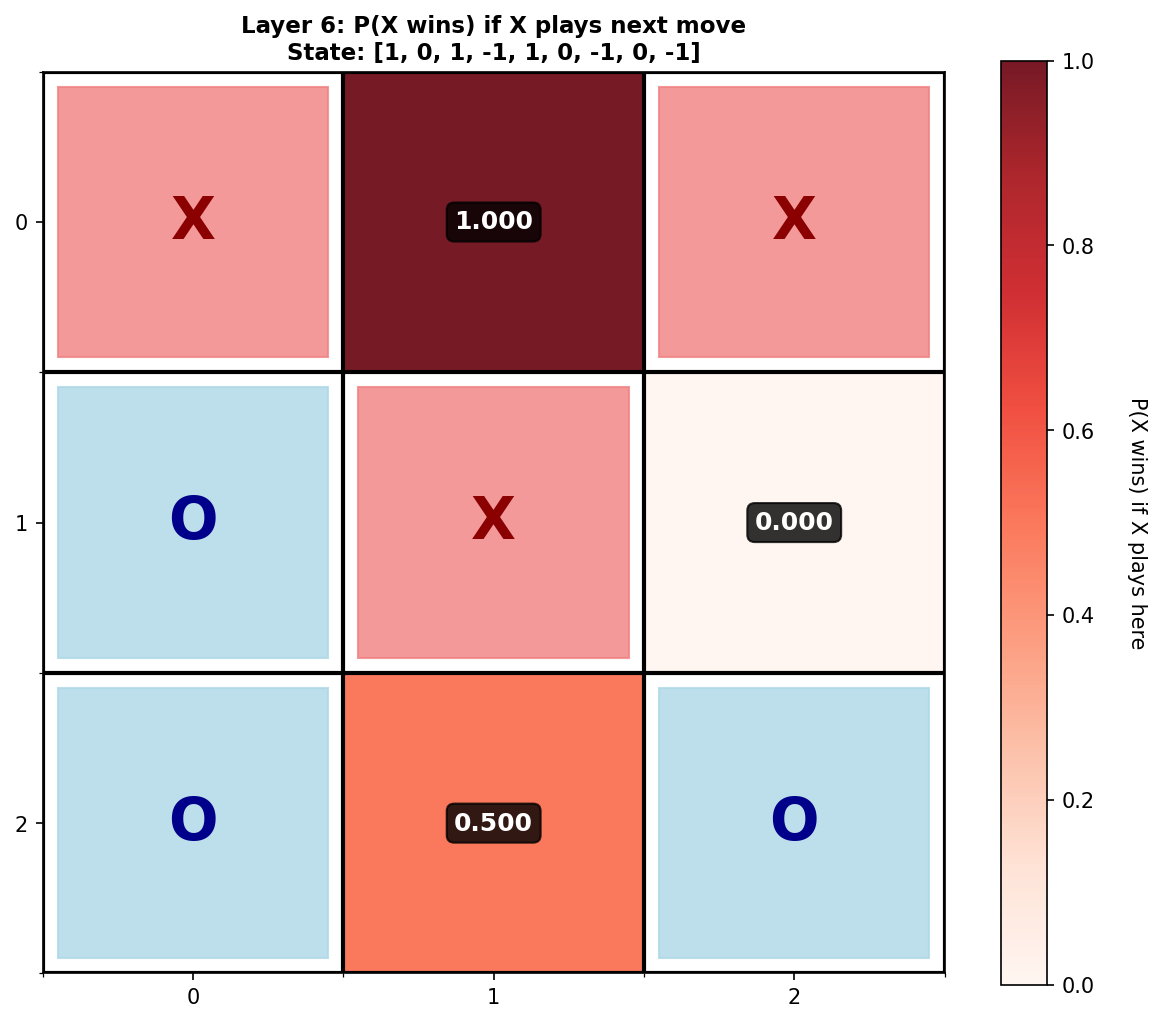 Layer 6: P(X wins) if X plays next move
State: [1, 0, 1, -1, 1, 0, -1, 0, -1]
X
1.000
X
O
X
0.000
O
0.500
O
0
1
2
0
1
2
1.0
0.8
0.6
0.4
0.2
0.0
P(X wins) if X plays here